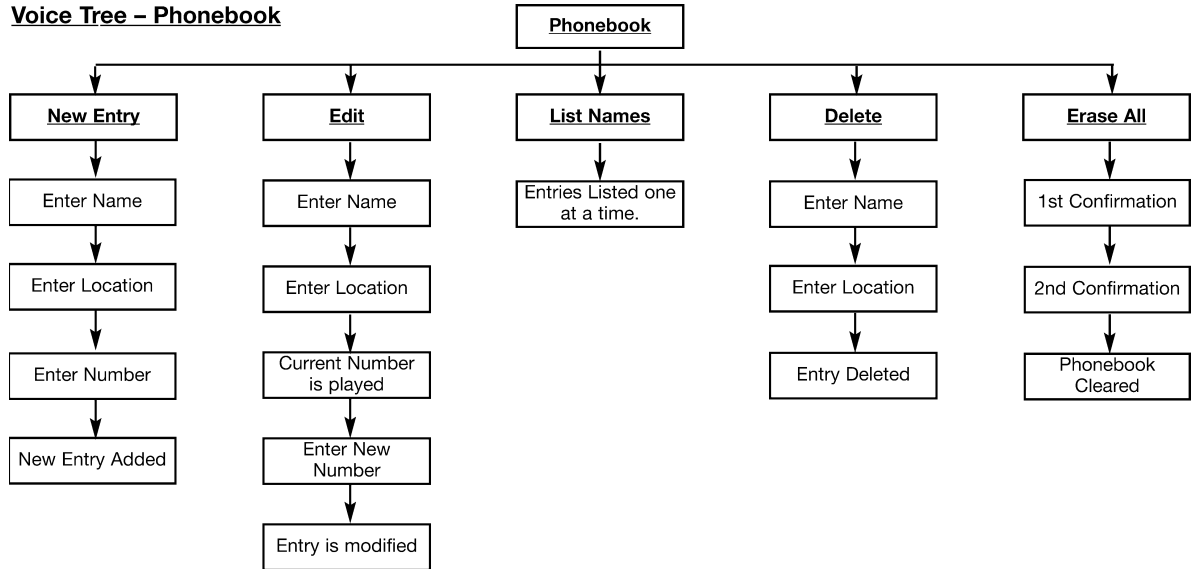 Voice Tree – Phonebook
Phonebook
New Entry
Enter Name
Enter Location
Enter Number
New Entry Added
Edit
Enter Name
Enter Location
Current Number
is played
Enter New
Number
Entry is modified
List Names
Entries Listed one
at a time.
Delete
Enter Name
Enter Location
Entry Deleted
Erase All
1st Confirmation
2nd Confirmation
Phonebook
Cleared